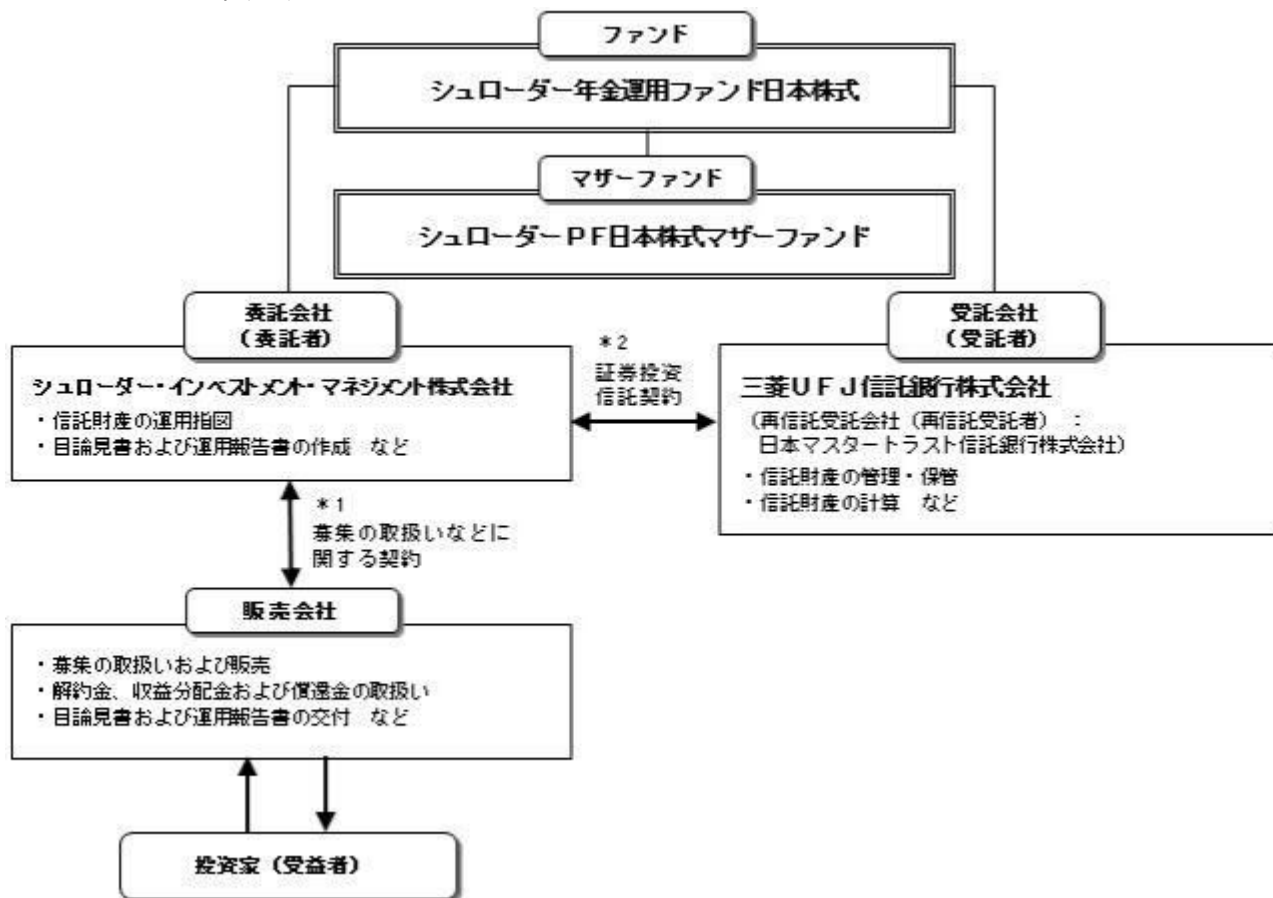 ファンド
シュローダー年金運用ファンド日本株式
マザーファンド
シュローダーPF日本株式マザーファンド
委託会社
(委託者)
シュローダー・インベストメント・マネジメント株式会社
・信託財産の運用指図
・目論見書および運用報告書の作成 など
*2
証券投資
信託契約
受託会社
(受託者)
三菱UFJ信託銀行株式会社
(再信託受託会社(再信託受託者) :
日本マスタートラスト信託銀行株式会社)
・信託財産の管理・保管
・信託財産の計算 など
*1
募集の取扱いなどに
関する契約
販売会社
・募集の取扱いおよび販売
・解約金、収益分配金および償還金の取扱い
・目論見書および運用報告書の交付 など
投資家(受益者)